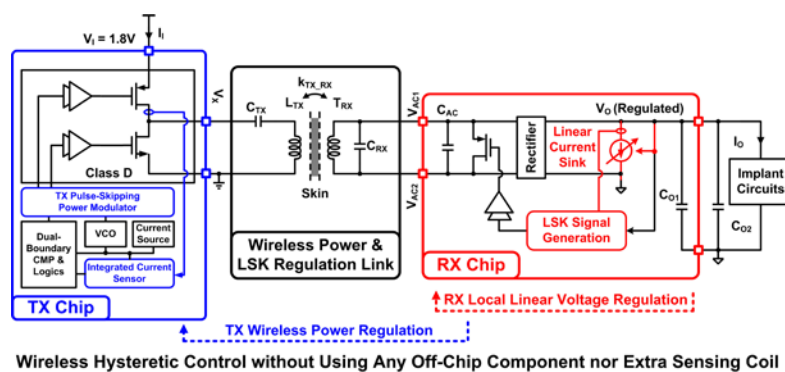 V_I = 1.8V
I_I
Class D
TX Pulse-Skipping
Power Modulator
Dual-
Boundary
CMP &
Logics
VCO
Current
Source
Integrated Current
Sensor
TX Chip
V_X
C_TX
L_TX
k_TX_RX
T_RX
C_RX
Skin
Wireless Power &
LSK Regulation Link
V_AC1
V_AC2
C_AC
Rectifier
V_O (Regulated)
Linear
Current
Sink
LSK Signal
Generation
RX Chip
C_O1
C_O2
I_O
Implant
Circuits
RX Local Linear Voltage Regulation
TX Wireless Power Regulation
Wireless Hysteretic Control without Using Any Off-Chip Component nor Extra Sensing Coil